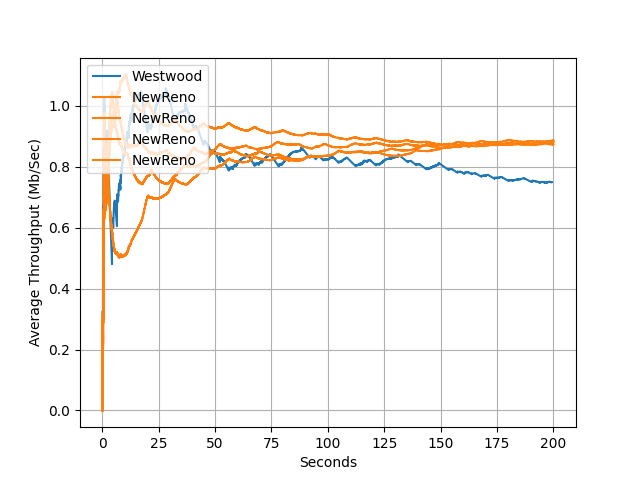 Westwood
NewReno
NewReno
NewReno
NewReno
1.0
0.8
0.6
0.4
0.2
0.0
Average Throughput (Mb/Sec)
0 25 50 75 100 125 150 175 200
Seconds